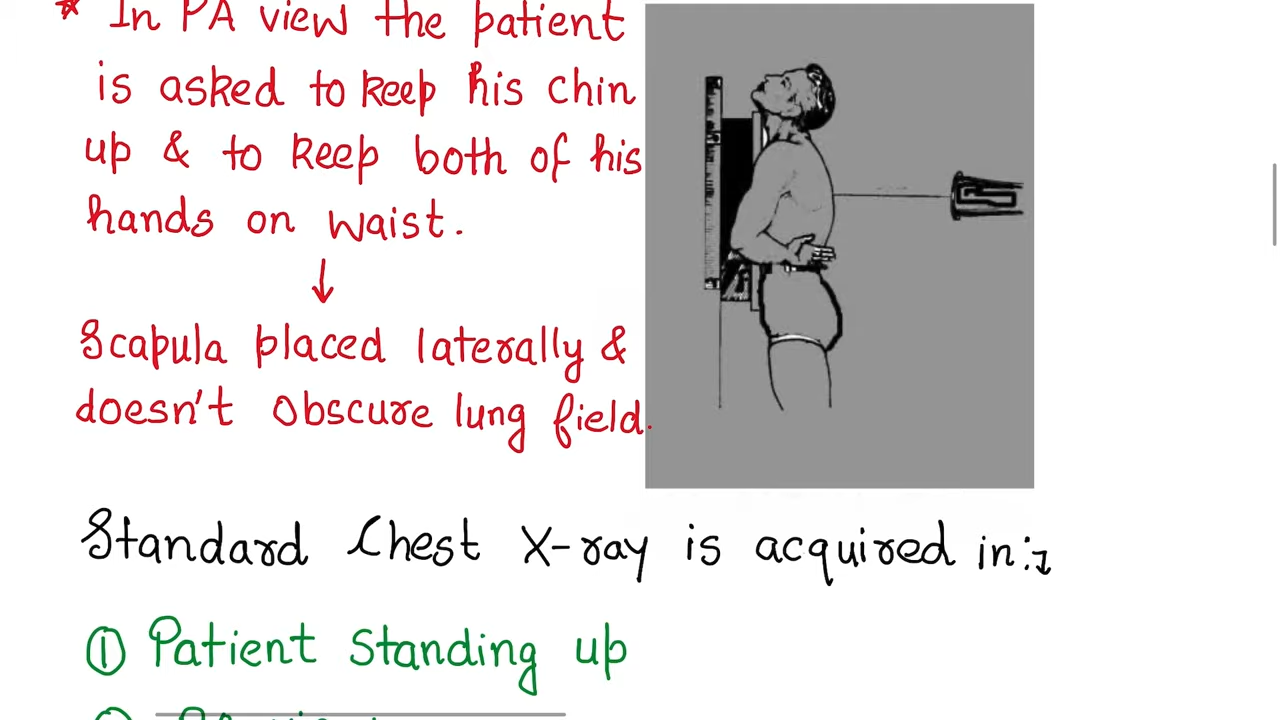 * In PA view the patient
is asked to keep his chin
up & to keep both of his
hands on waist.
↓
Scapula placed laterally &
doesn't obscure lung field.
Standard Chest X-ray is acquired in:
① Patient standing up